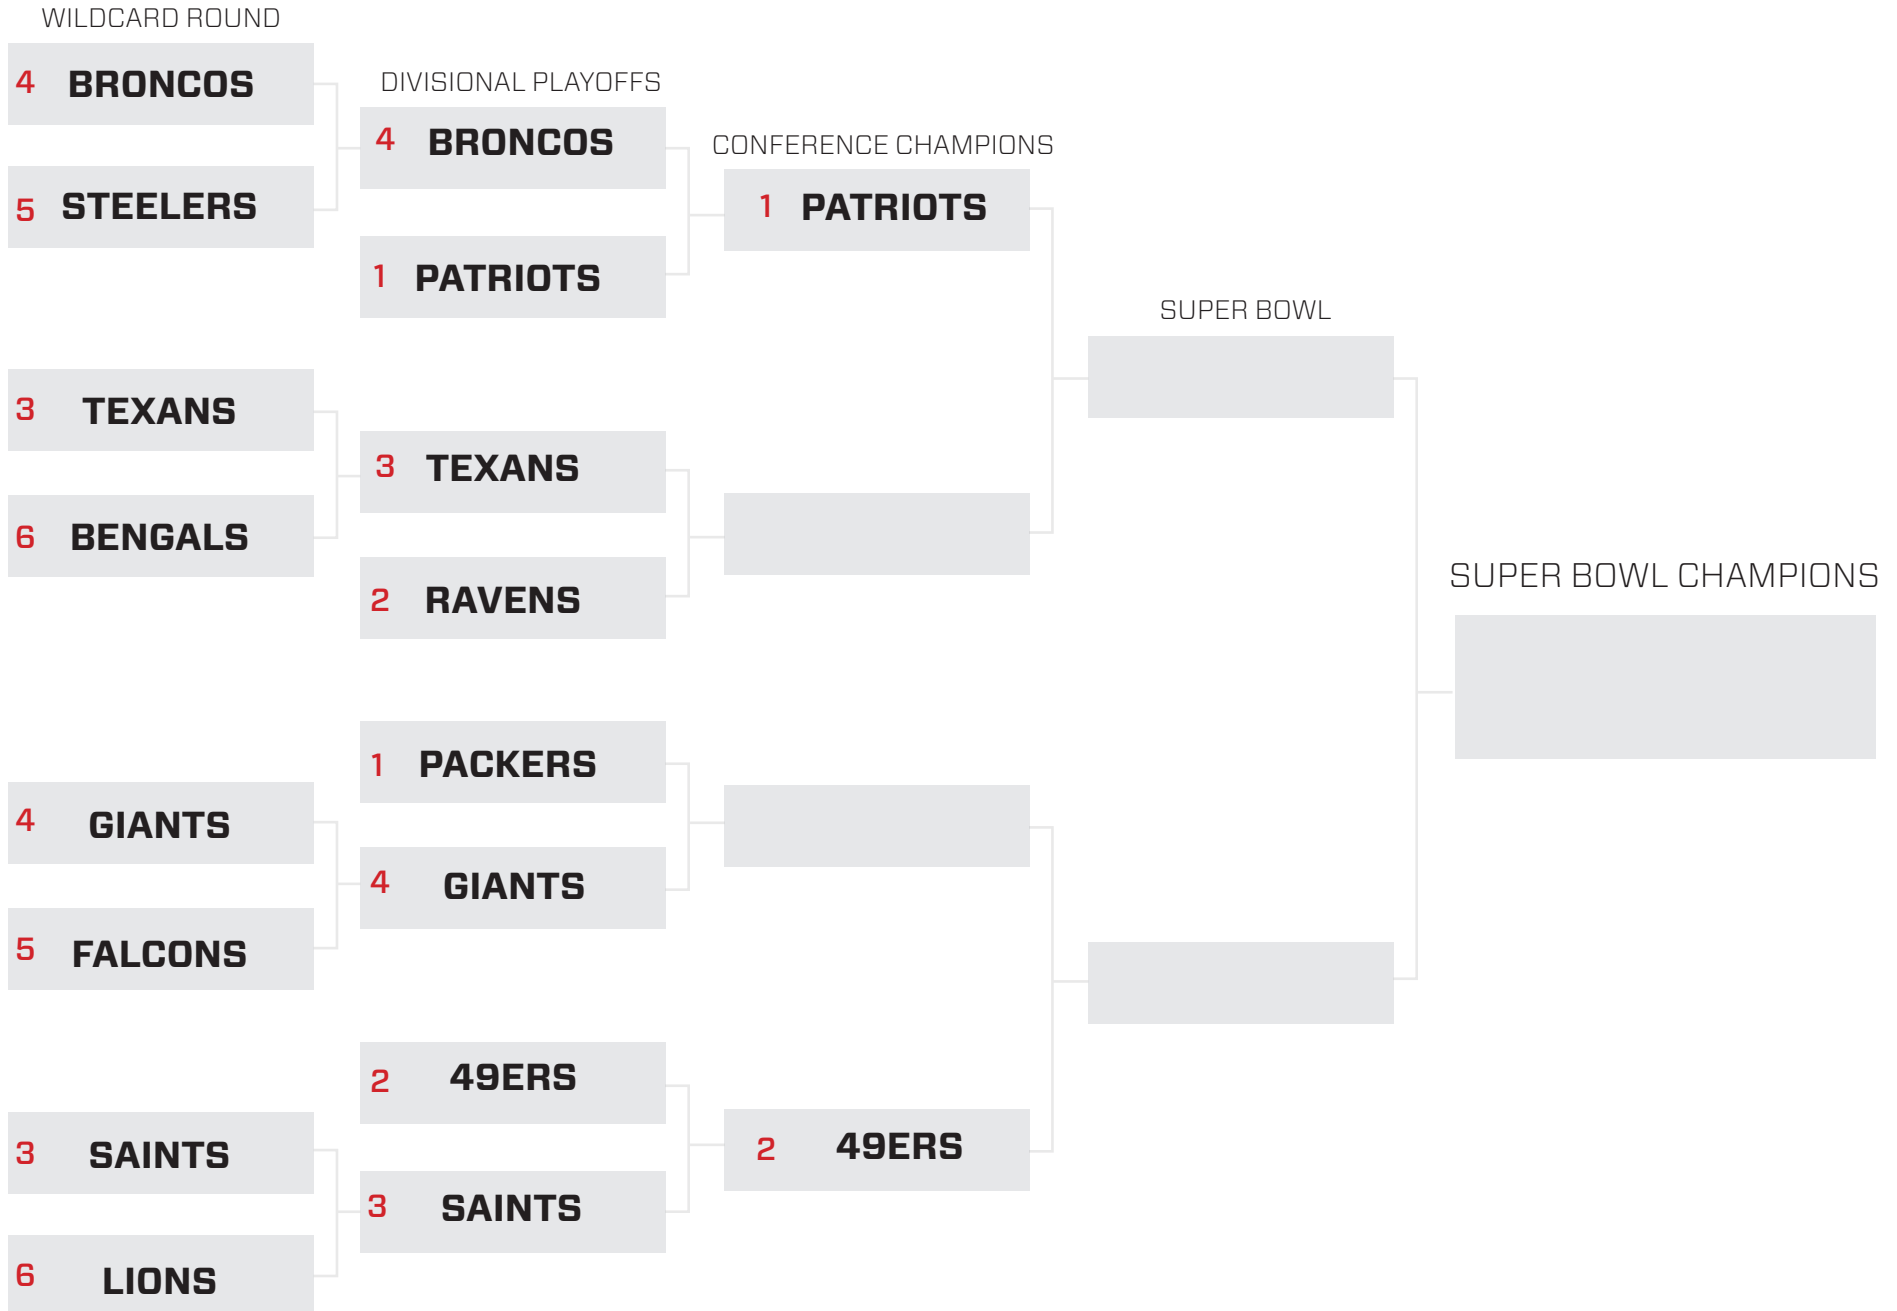 WILDCARD ROUND
4 BRONCOS
5 STEELERS
3 TEXANS
6 BENGALS
4 GIANTS
5 FALCONS
3 SAINTS
6 LIONS
DIVISIONAL PLAYOFFS
4 BRONCOS
1 PATRIOTS
3 TEXANS
2 RAVENS
1 PACKERS
4 GIANTS
2 49ERS
3 SAINTS
CONFERENCE CHAMPIONS
1 PATRIOTS
2 49ERS
SUPER BOWL
SUPER BOWL CHAMPIONS